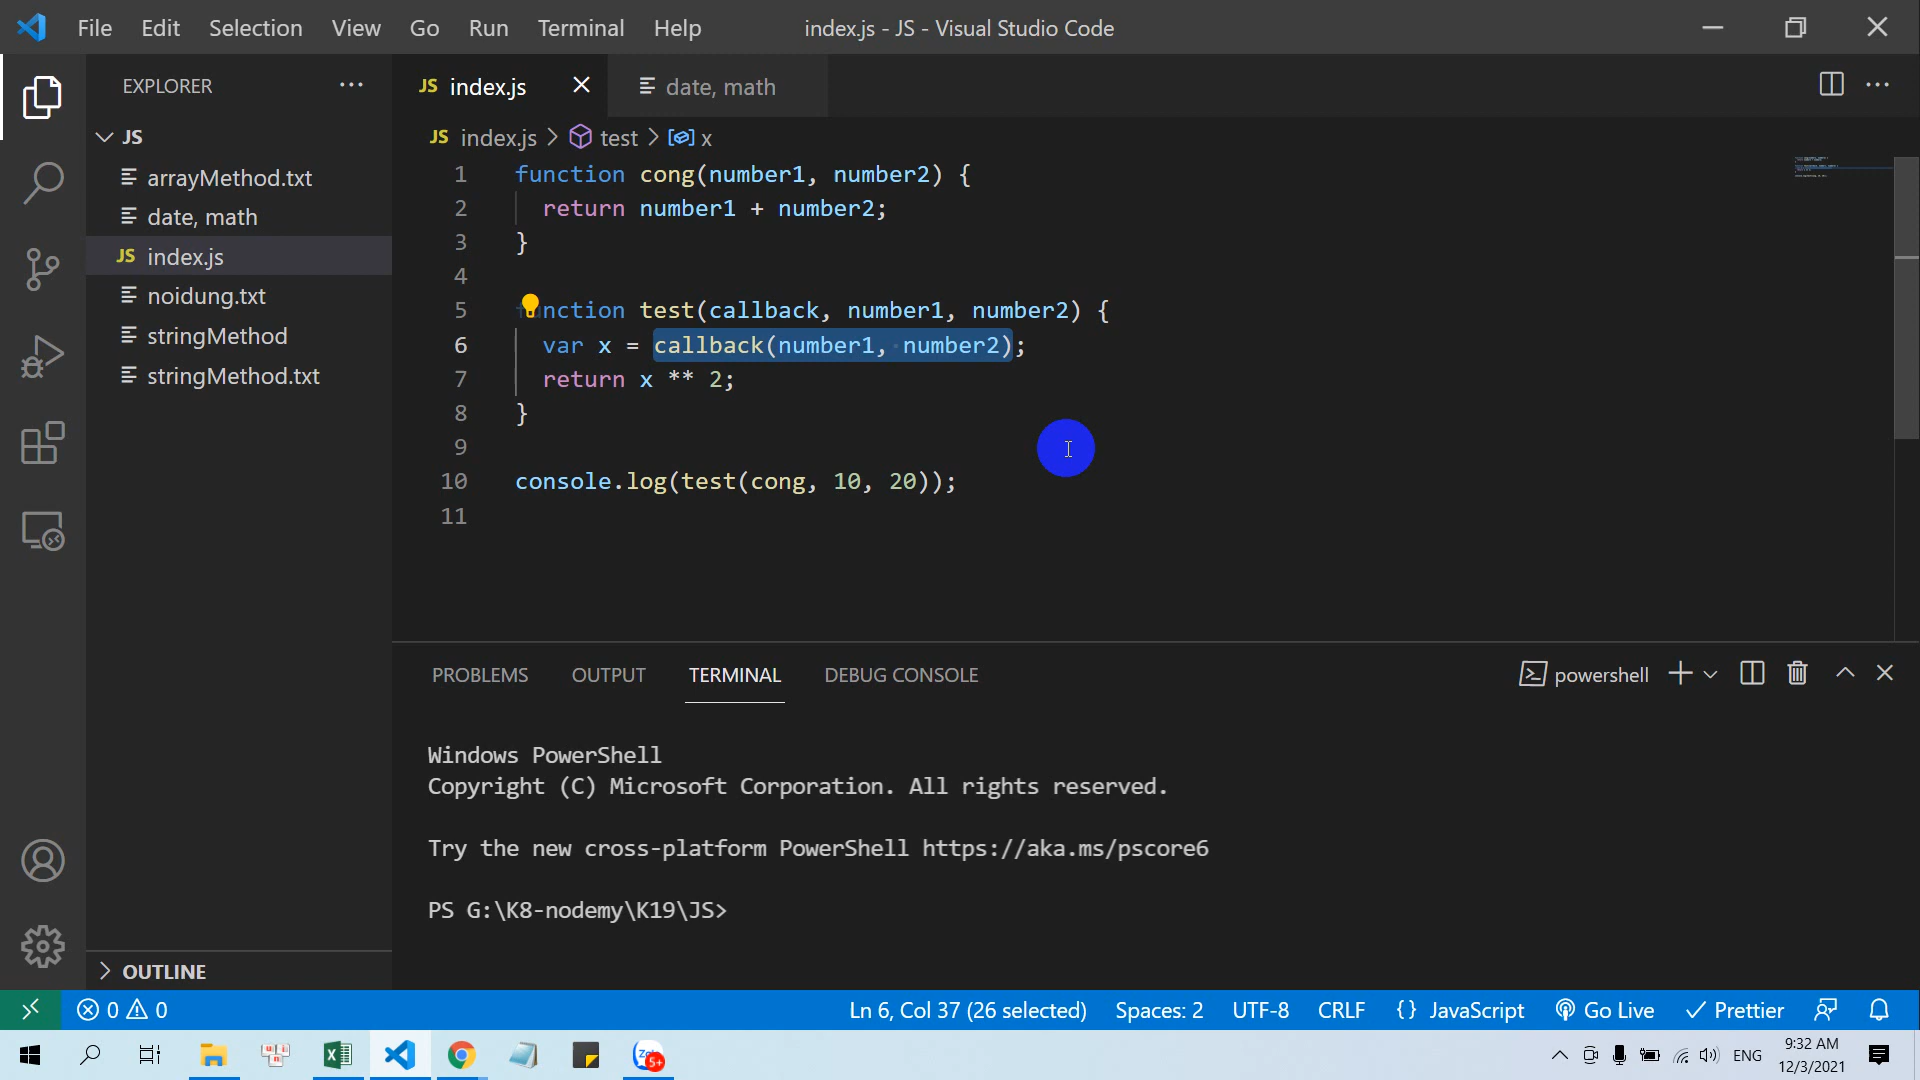 File Edit Selection View Go Run Terminal Help index.js - JS - Visual Studio Code
EXPLORER ···
JS index.js
date, math
JS
JS index.js > test > x
arrayMethod.txt
date, math
JS index.js
noidung.txt
stringMethod
stringMethod.txt
1 function cong(number1, number2) {
2 return number1 + number2;
3 }
4
5 nction test(callback, number1, number2) {
6 var x = callback(number1, number2);
7 return x ** 2;
8 }
9
10 console.log(test(cong, 10, 20));
11
PROBLEMS OUTPUT TERMINAL DEBUG CONSOLE
powershell
Windows PowerShell
Copyright (C) Microsoft Corporation. All rights reserved.
Try the new cross-platform PowerShell https://aka.ms/pscore6
PS G:\K8-nodemy\K19\JS>
OUTLINE
0 0 Ln 6, Col 37 (26 selected) Spaces: 2 UTF-8 CRLF {} JavaScript Go Live Prettier
5+
ENG
9:32 AM
12/3/2021